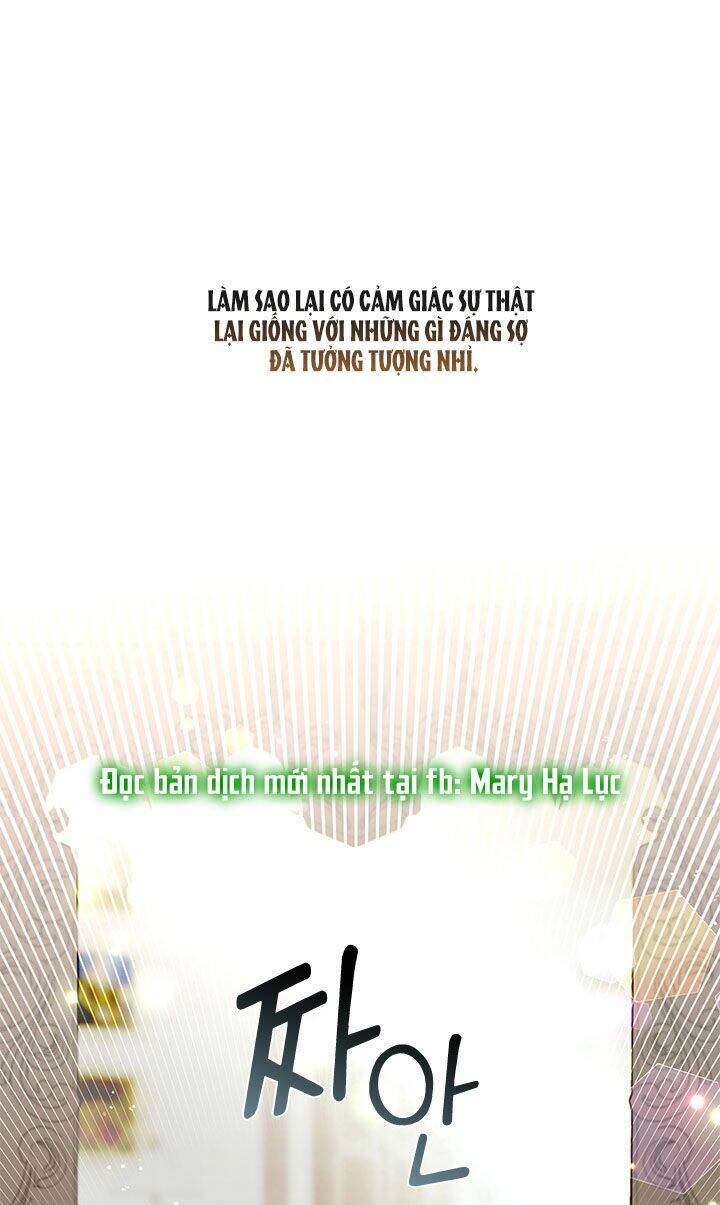 LÀM SAO LẠI CÓ CẢM GIÁC SỰ THẬT
LẠI GIỐNG VỚI NHỮNG GÌ ĐÁNG SỢ
ĐÃ TƯỞNG TƯỢNG NHỈ.
Đọc bản dịch mới nhất tại fb: Mary Hạ Lục
짜안